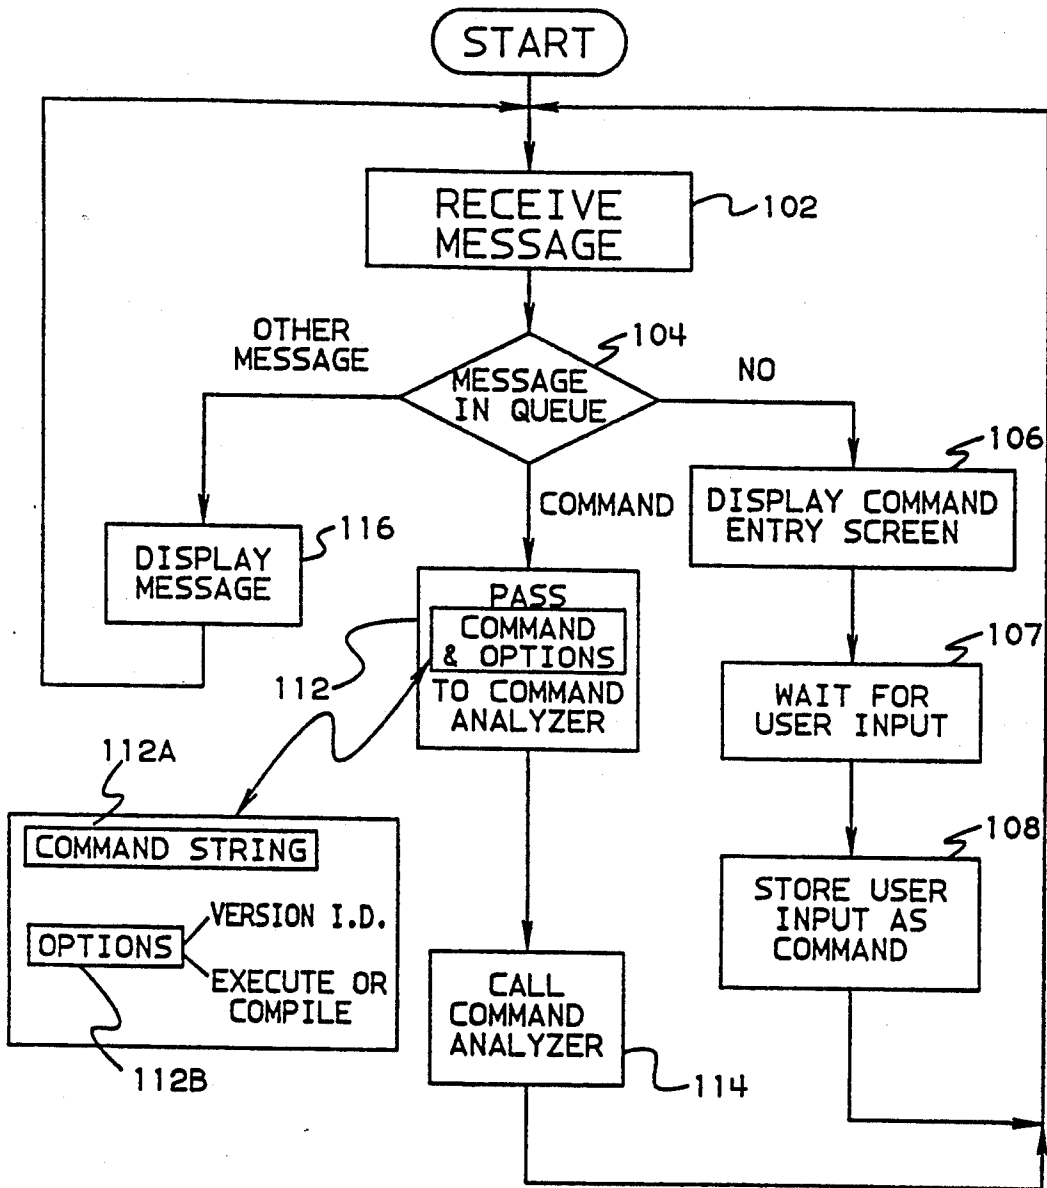 START
RECEIVE
MESSAGE
102
OTHER
MESSAGE
104
MESSAGE
IN QUEUE
NO
COMMAND
106
DISPLAY COMMAND
ENTRY SCREEN
116
DISPLAY
MESSAGE
PASS
COMMAND
& OPTIONS
TO COMMAND
ANALYZER
112
107
WAIT FOR
USER INPUT
112A
COMMAND STRING
OPTIONS
VERSION I.D.
EXECUTE OR
COMPILE
112B
108
STORE USER
INPUT AS
COMMAND
CALL
COMMAND
ANALYZER
114